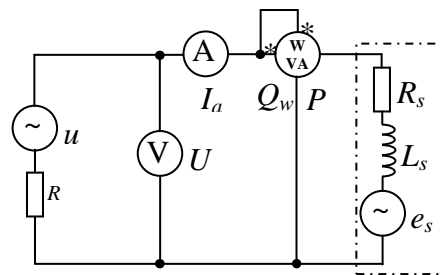 * *
A
W
VA
I_a
Q_w P
R_s
~ u
V U
L_s
R
~ e_s